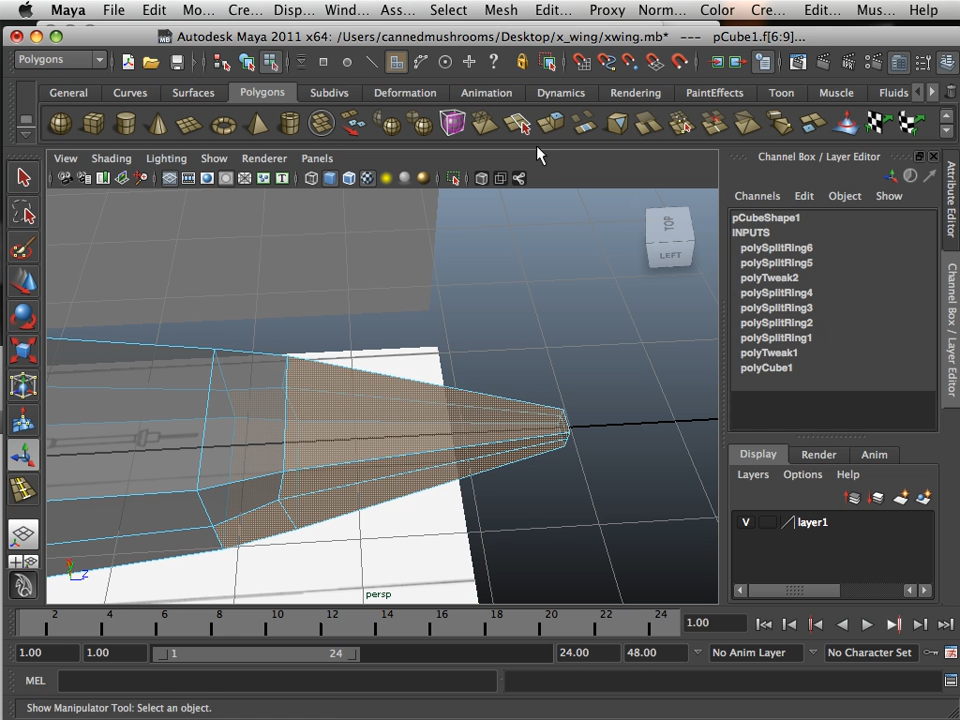 Maya File Edit Mo... Cre... Disp... Wind... Ass... Select Mesh Edit... Proxy Norm... Color Cre... Edit... Mus... Help
Autodesk Maya 2011 x64: /Users/cannedmushrooms/Desktop/x_wing/xwing.mb* --- pCube1.f[6:9]...
Polygons
General Curves Surfaces Polygons Subdivs Deformation Animation Dynamics Rendering PaintEffects Toon Muscle Fluids
View Shading Lighting Show Renderer Panels
Channel Box / Layer Editor
Channels Edit Object Show
pCubeShape1
INPUTS
polySplitRing6
polySplitRing5
polyTweak2
polySplitRing4
polySplitRing3
polySplitRing2
polySplitRing1
polyTweak1
polyCube1
Attribute Editor
Channel Box / Layer Editor
TOP
LEFT
Z
persp
Display Render Anim
Layers Options Help
V layer1
2 4 6 8 10 12 14 16 18 20 22 24
1.00
1.00 1.00 1 24 24.00 48.00 No Anim Layer No Character Set
MEL
Show Manipulator Tool: Select an object.